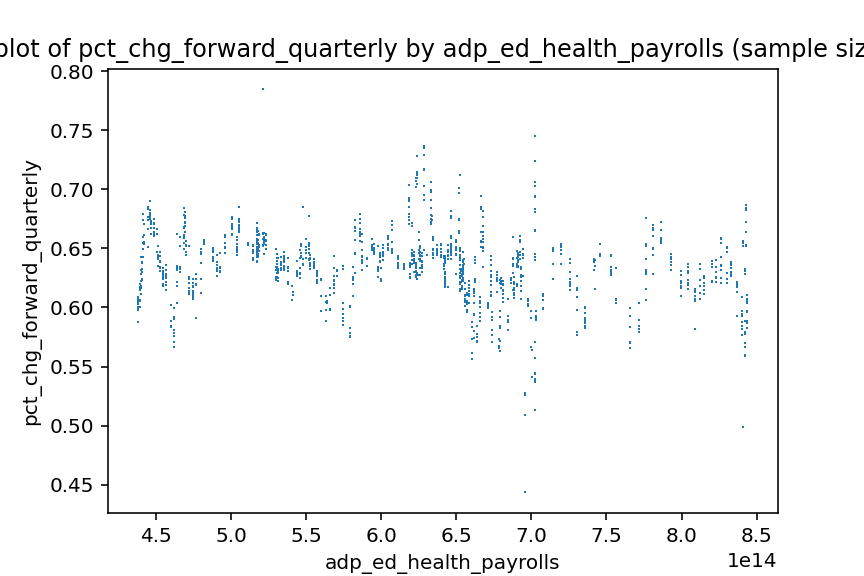 plot of pct_chg_forward_quarterly by adp_ed_health_payrolls (sample siz
0.80
0.75
0.70
0.65
0.60
0.55
0.50
0.45
pct_chg_forward_quarterly
4.5 5.0 5.5 6.0 6.5 7.0 7.5 8.0 8.5
adp_ed_health_payrolls
1e14